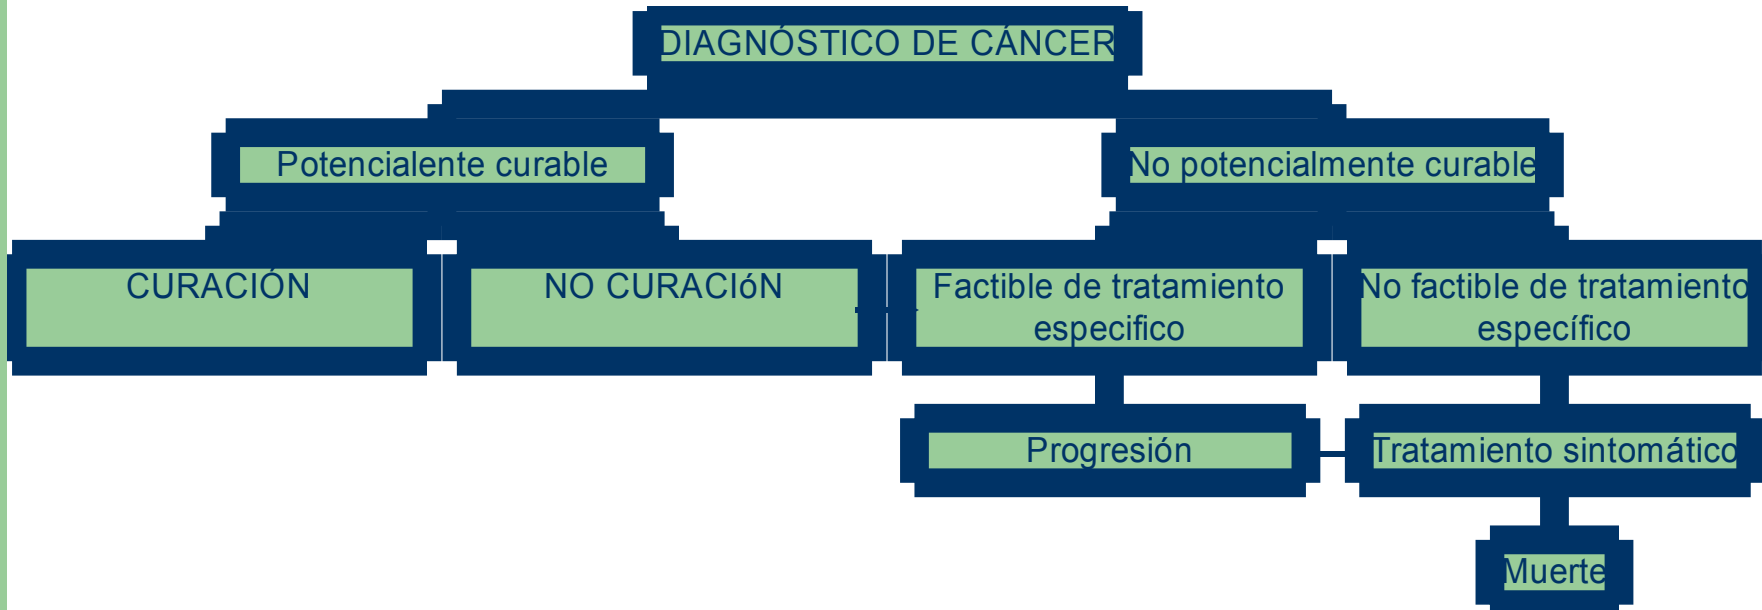 DIAGNÓSTICO DE CÁNCER
Potencialente curable
No potencialmente curable
CURACIÓN
NO CURACIóN
Factible de tratamiento
especifico
No factible de tratamiento
específico
Progresión
Tratamiento sintomático
Muerte